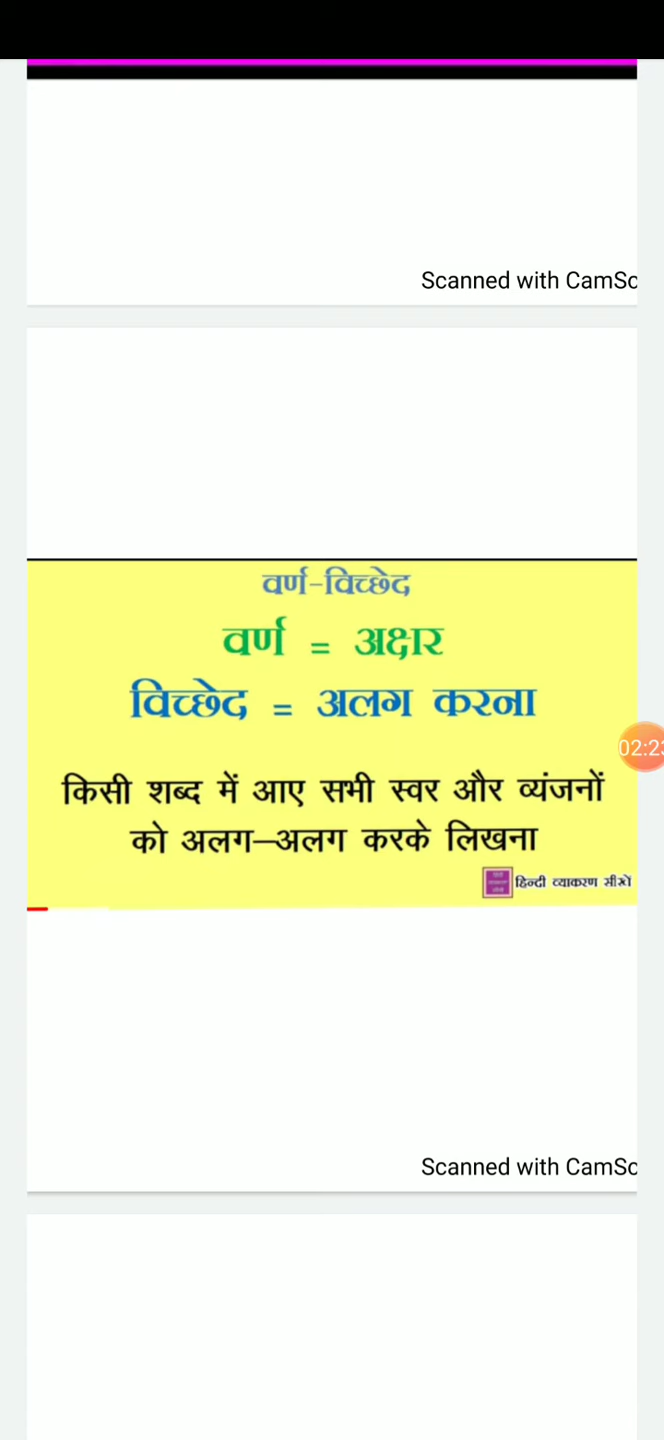 Scanned with CamSc
वर्ण-विच्छेद
वर्ण = अक्षर
विच्छेद = अलग करना
02:23
किसी शब्द में आए सभी स्वर और व्यंजनों
को अलग–अलग करके लिखना
हिन्दी व्याकरण सीखें
Scanned with CamSc